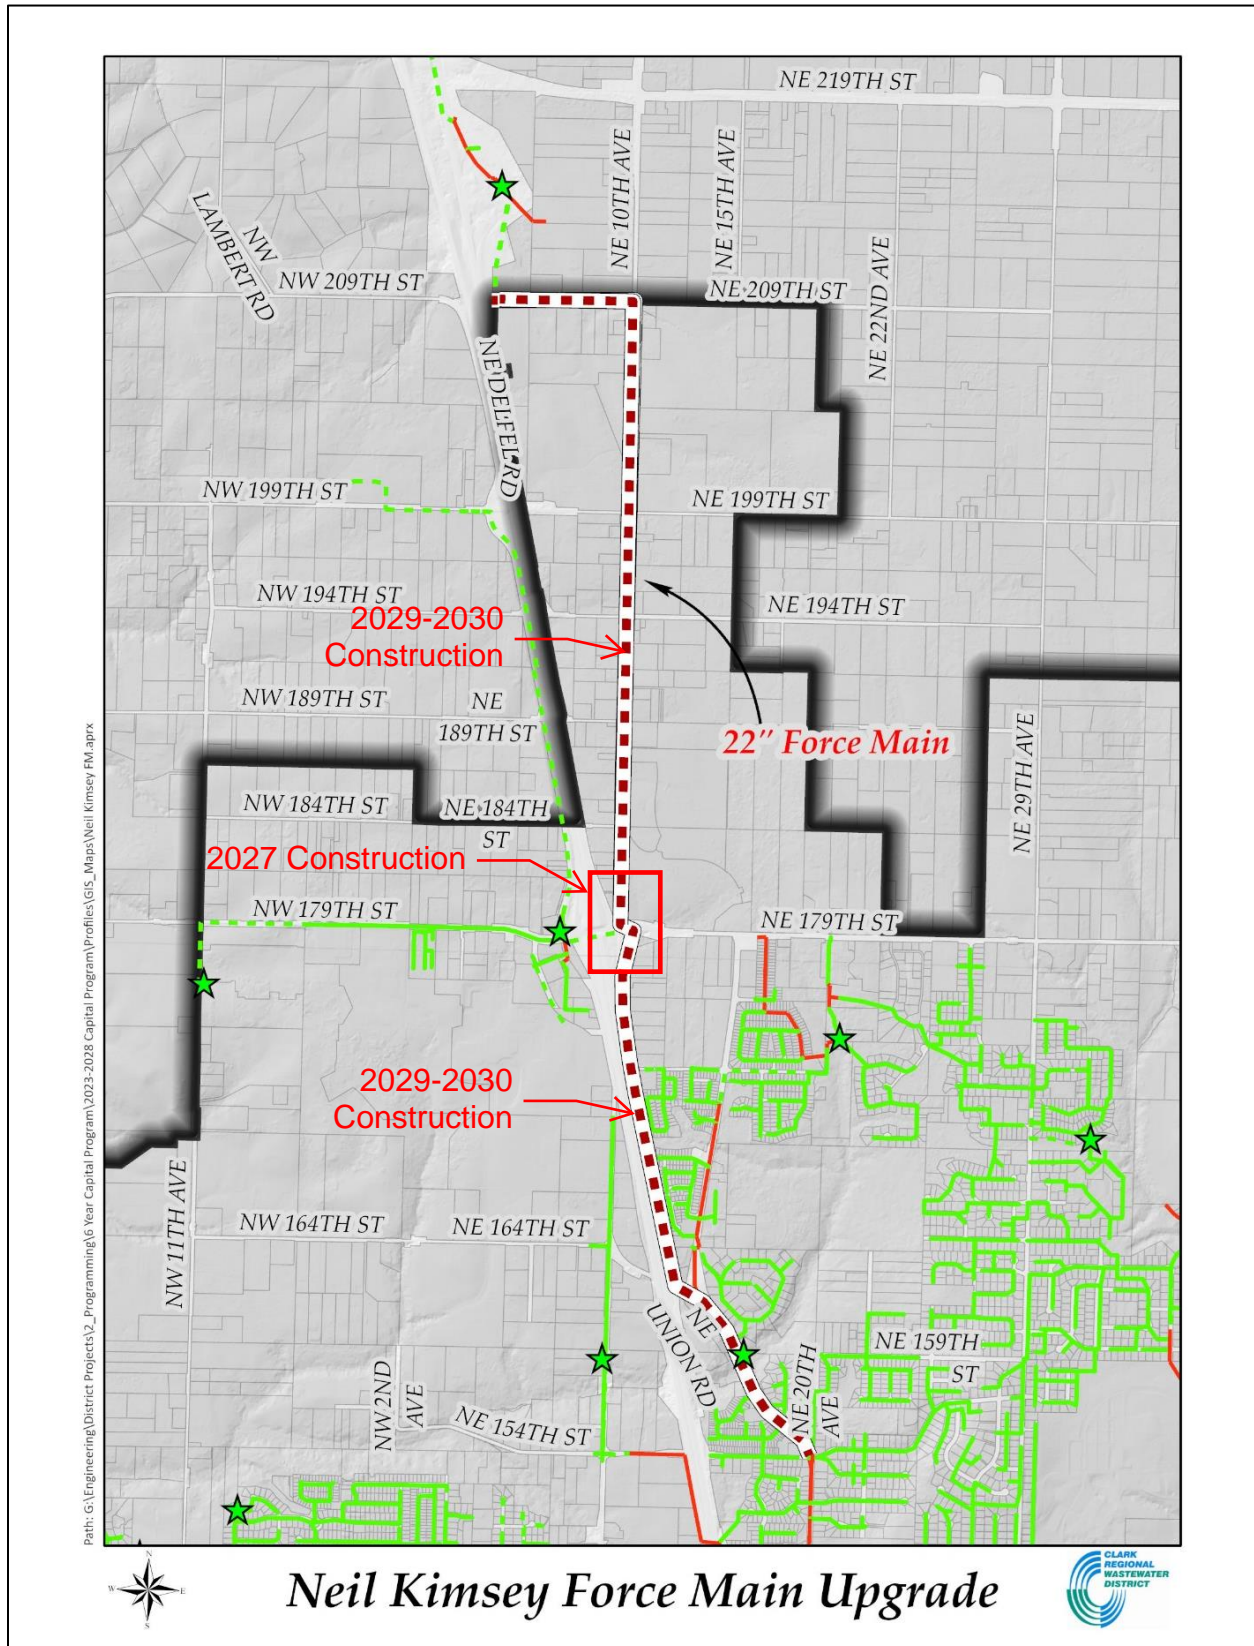 NE 219TH ST
NE 10TH AVE
NE 15TH AVE
NW
LAMBERT RD
NE 22ND AVE
NW 209TH ST
NE 209TH ST
NE DELFEL RD
NW 199TH ST
NE 199TH ST
NW 194TH ST
NE 194TH ST
2029-2030
Construction
NW 189TH ST
NE
189TH ST
22" Force Main
NE 29TH AVE
NW 184TH ST
NE 184TH
ST
2027 Construction
NW 179TH ST
NE 179TH ST
2029-2030
Construction
NW 11TH AVE
NW 164TH ST
NE 164TH ST
NE
UNION RD
NE 159TH
ST
NW 2ND
AVE
NE 20TH
AVE
NE 154TH ST
Path: G:\Engineering\District Projects\2_Programming\6 Year Capital Program\2023-2028 Capital Program\Profiles\GIS_Maps\Neil Kimsey FM.aprx
N
W
E
S
Neil Kimsey Force Main Upgrade
CLARK
REGIONAL
WASTEWATER
DISTRICT